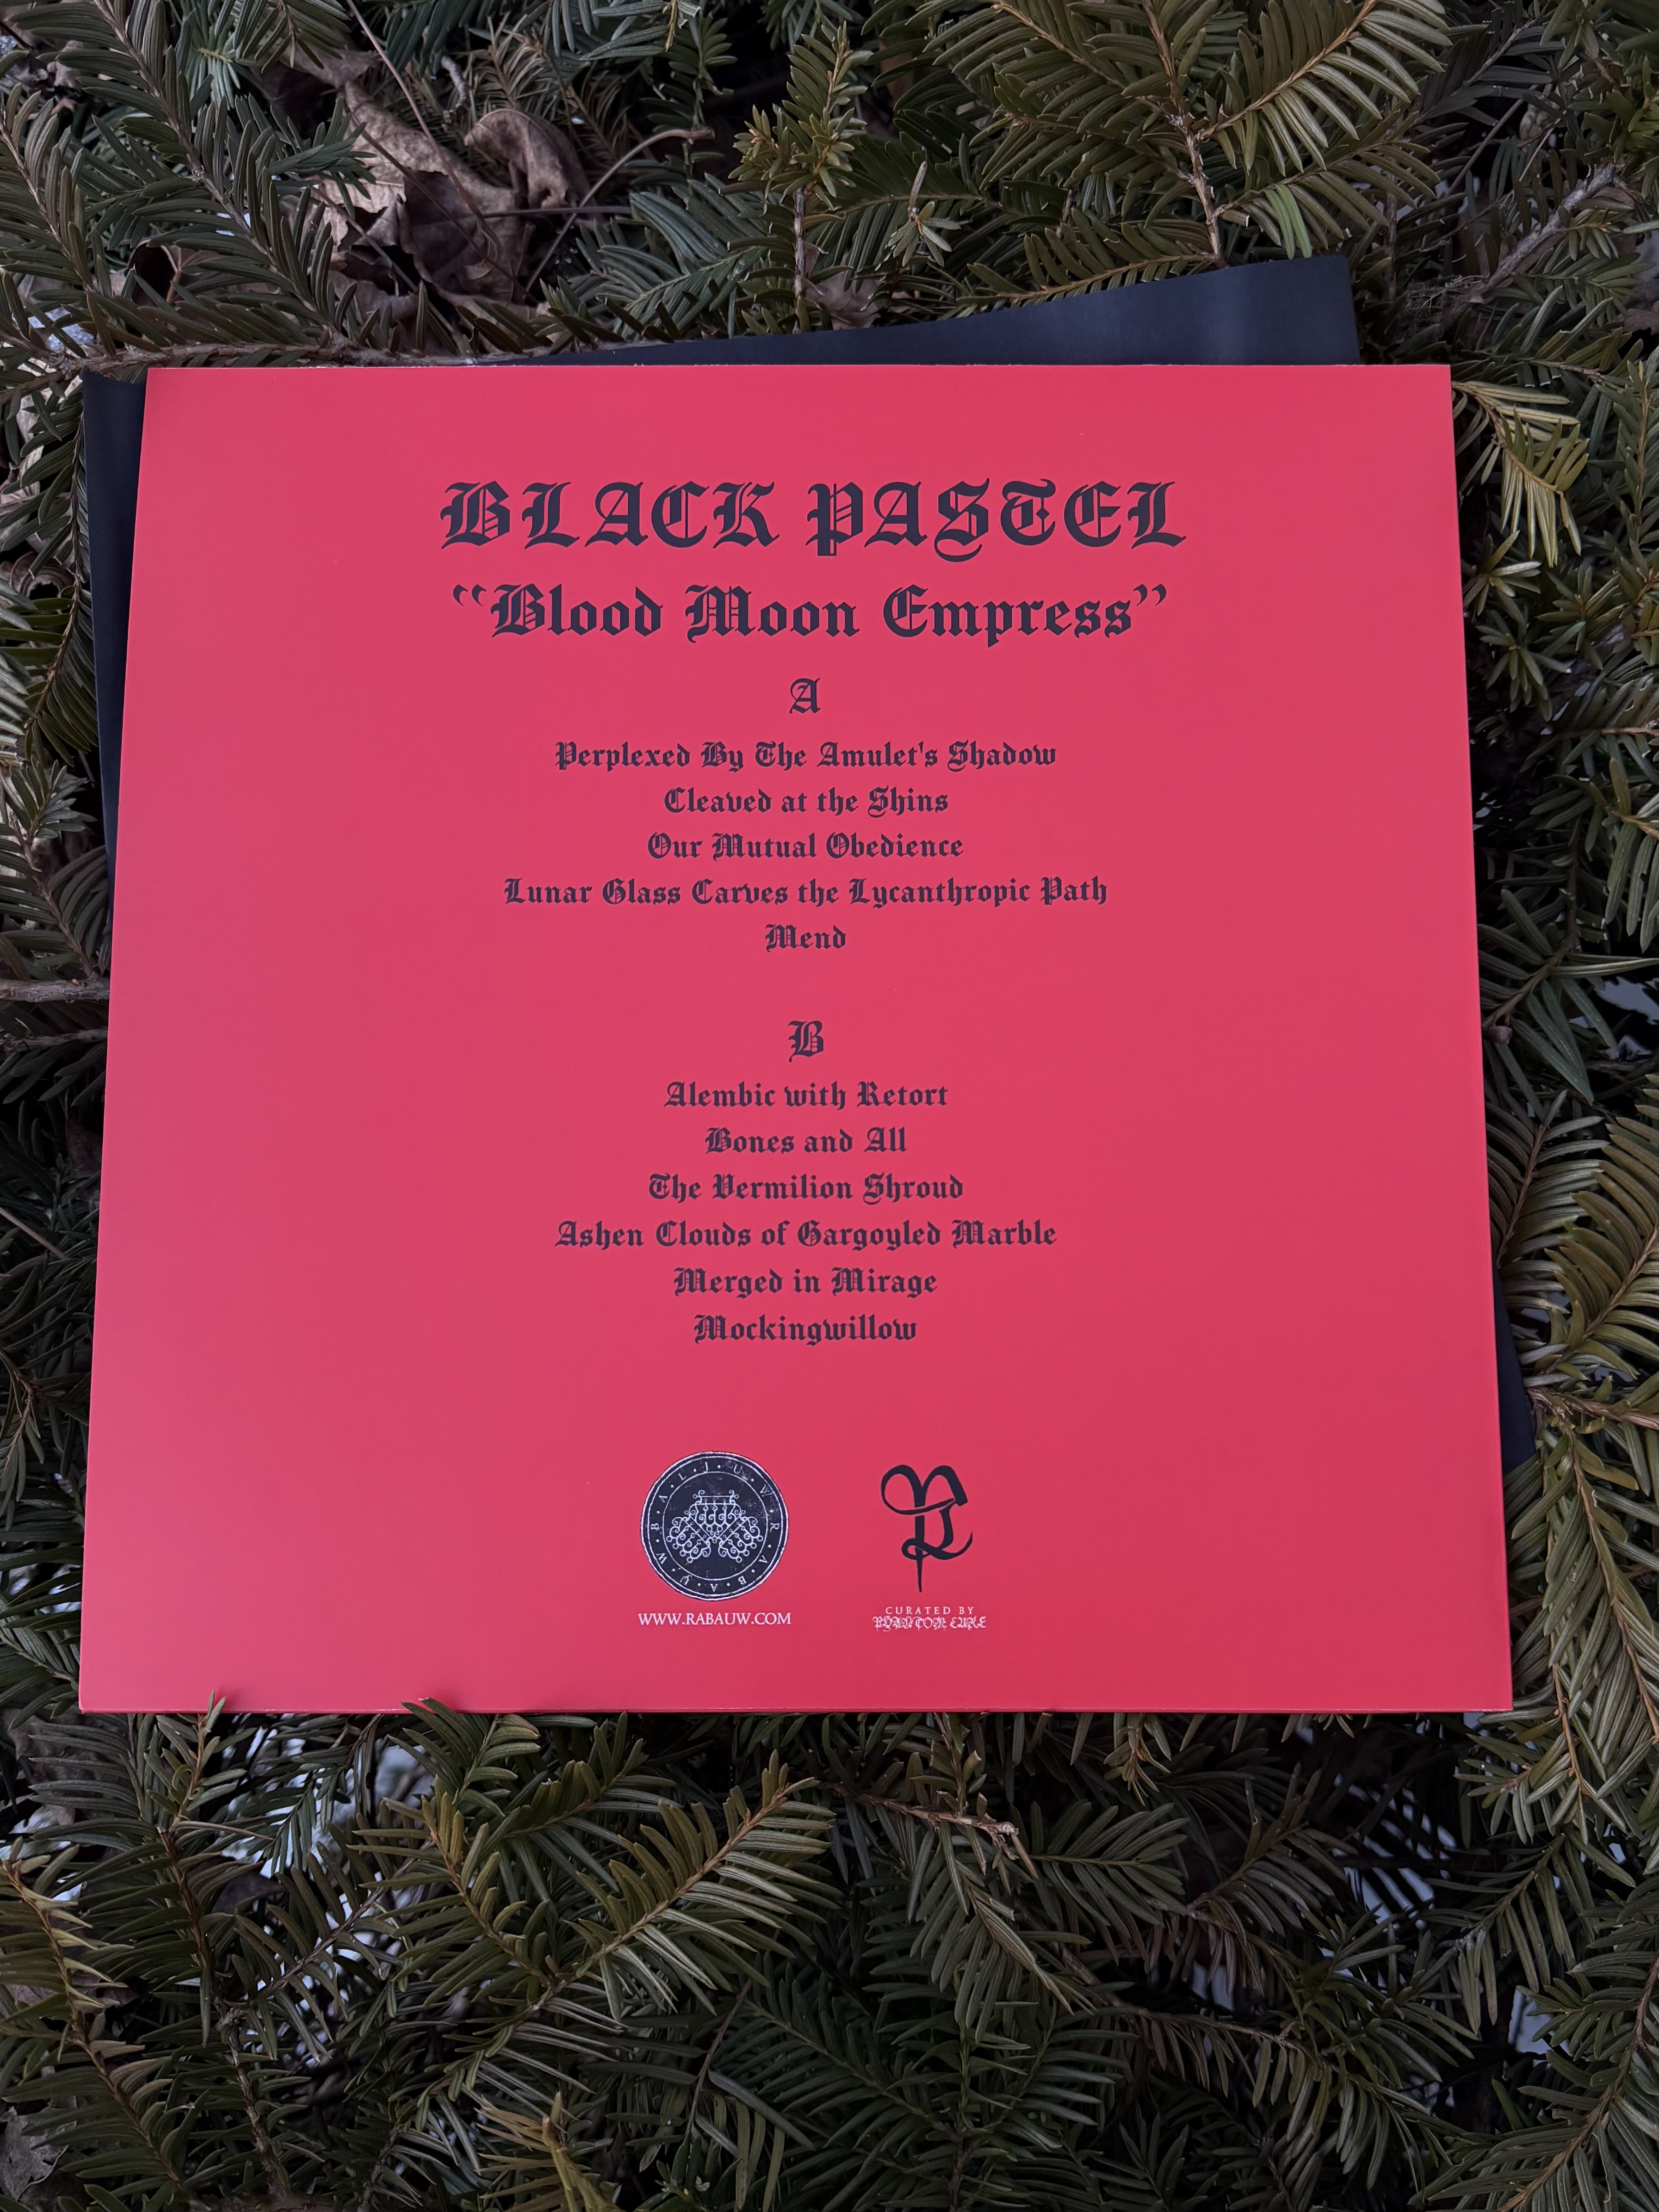 BLACK PASTEL
“Blood Moon Empress”
A
Perplexed By The Amulet's Shadow
Cleaved at the Shins
Our Mutual Obedience
Lunar Glass Carves the Lycanthropic Path
Mend
B
Alembic with Retort
Bones and All
The Vermilion Shroud
Ashen Clouds of Gargoyled Marble
Merged in Mirage
Mockingwillow
WWW.RABAUW.COM
CURATED BY
PHANTOM LURE